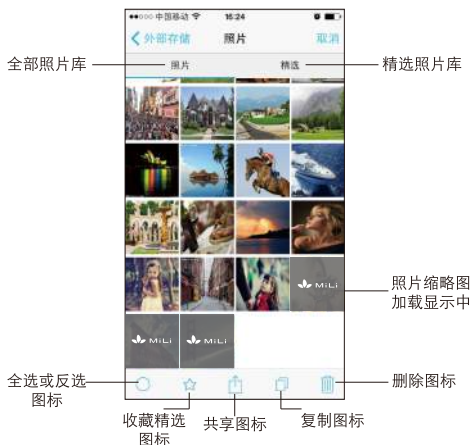 中国移动 16:24
外部存储 照片 取消
全部照片库 照片 精选 精选照片库
MiLi
照片缩略图
加载显示中
MiLi MiLi
全选或反选
图标
删除图标
收藏精选
图标
共享图标
复制图标